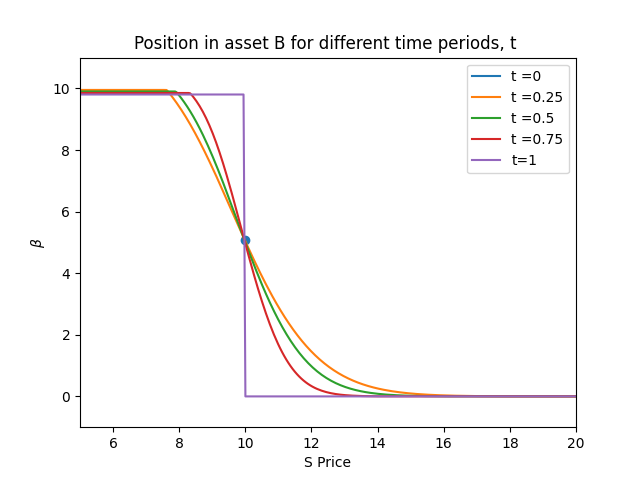 Position in asset B for different time periods, t
t =0
t =0.25
t =0.5
t =0.75
t=1
β
10
8
6
4
2
0
6 8 10 12 14 16 18 20
S Price